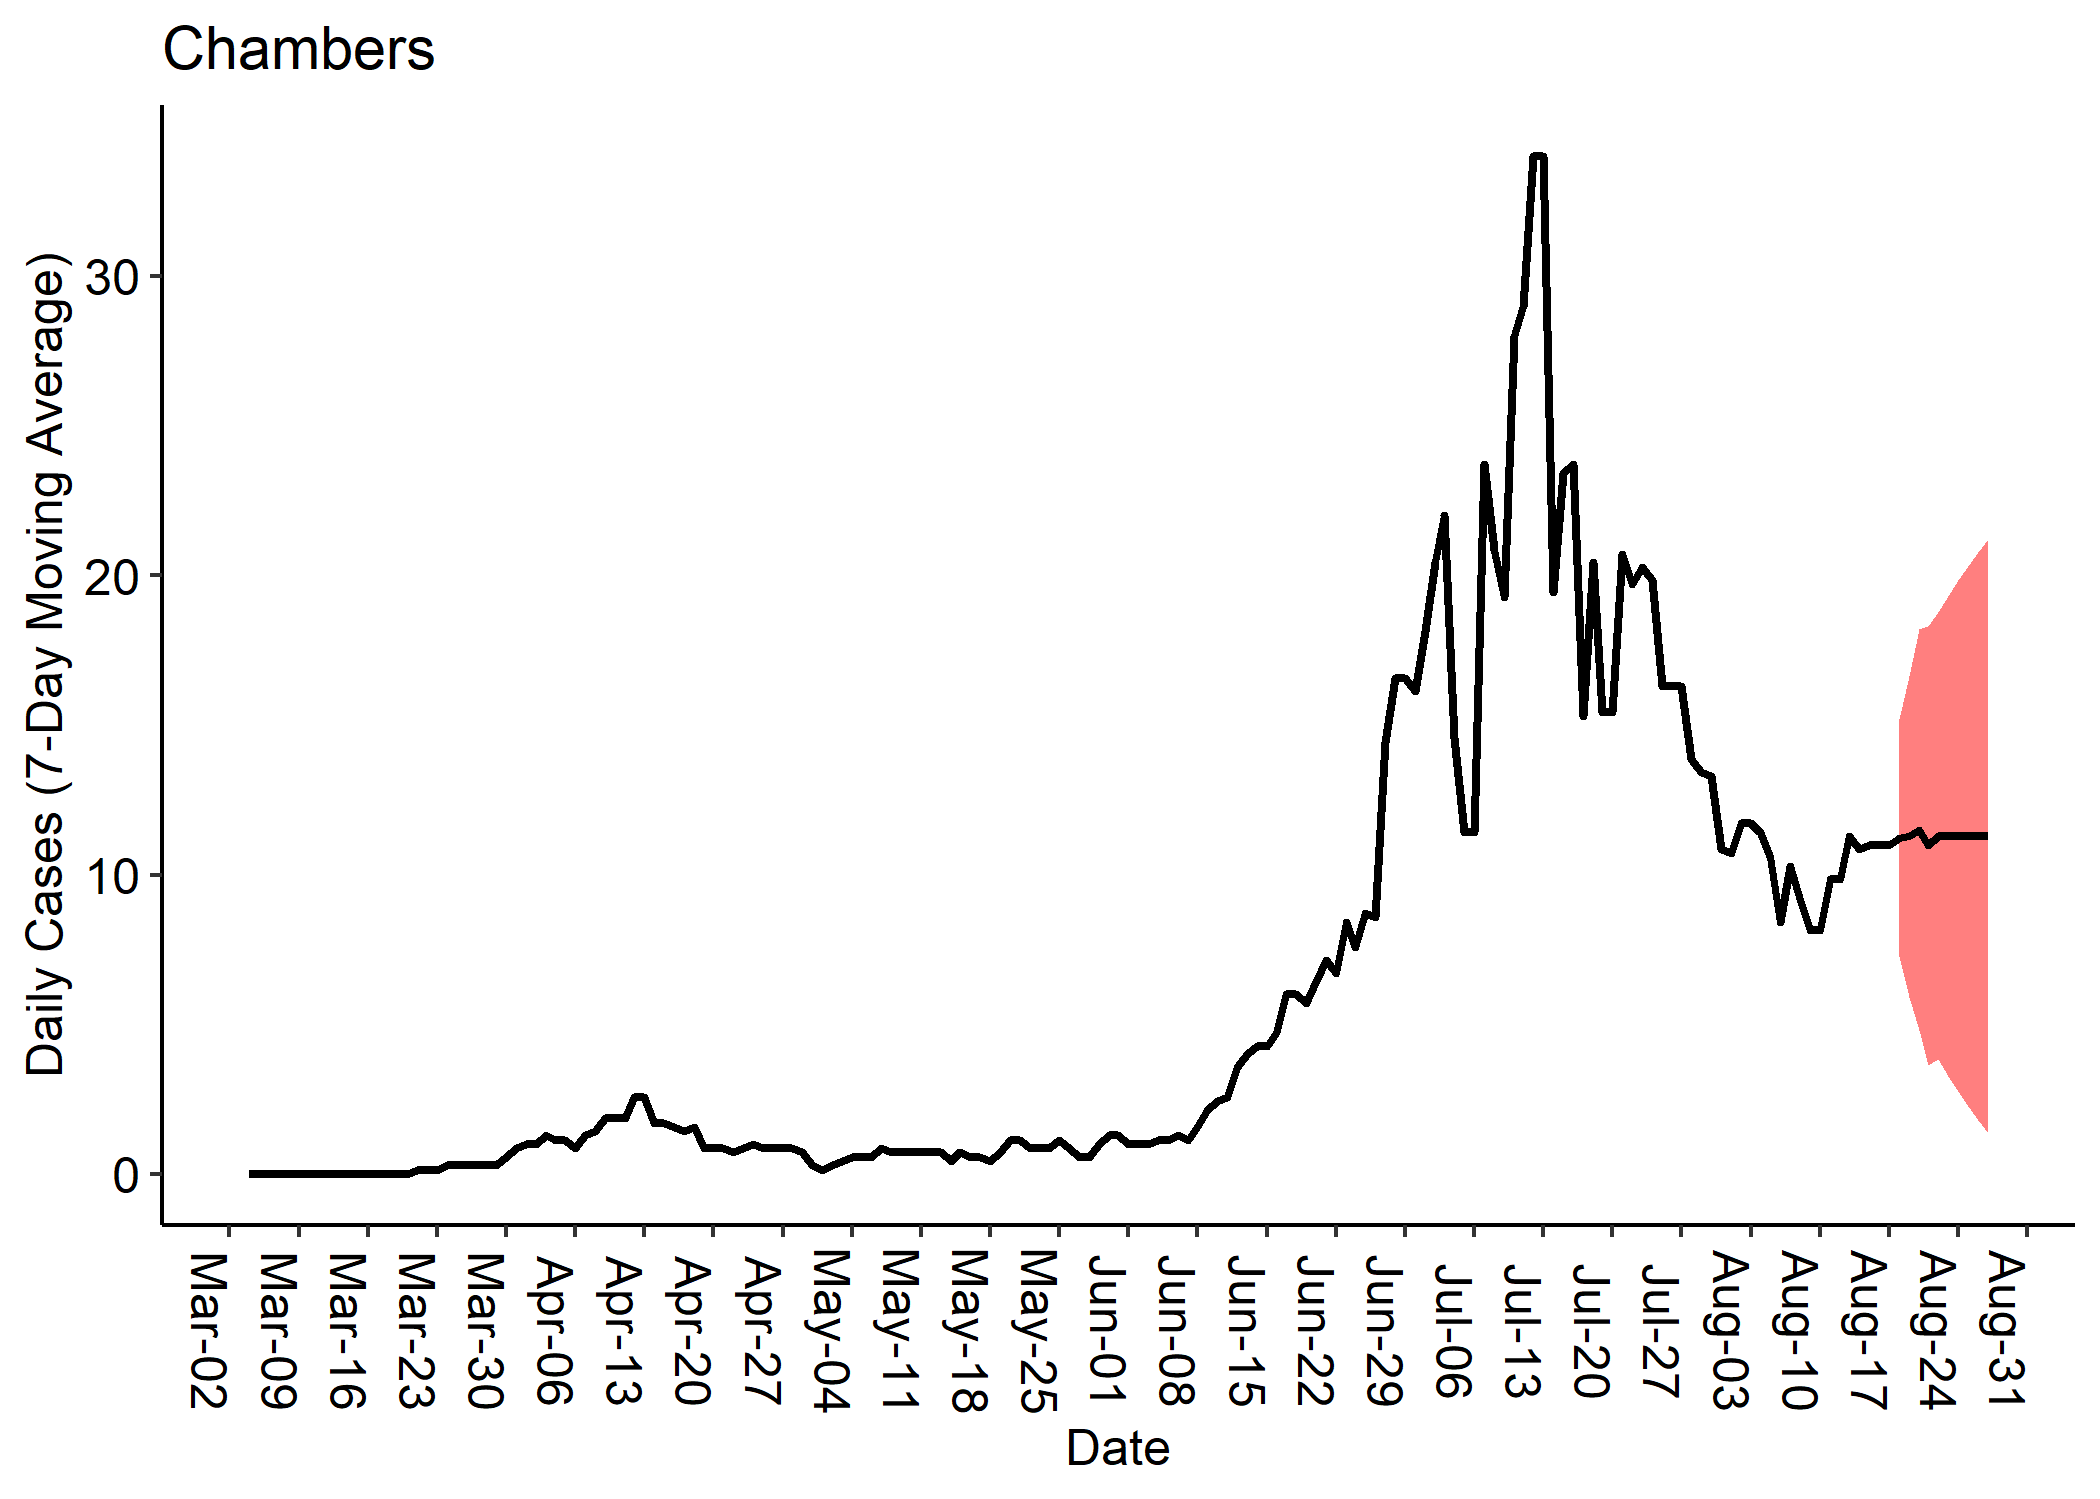 Chambers
Daily Cases (7-Day Moving Average)
30
20
10
0
Mar-02
Mar-09
Mar-16
Mar-23
Mar-30
Apr-06
Apr-13
Apr-20
Apr-27
May-04
May-11
May-18
May-25
Jun-01
Jun-08
Jun-15
Jun-22
Jun-29
Jul-06
Jul-13
Jul-20
Jul-27
Aug-03
Aug-10
Aug-17
Aug-24
Aug-31
Date